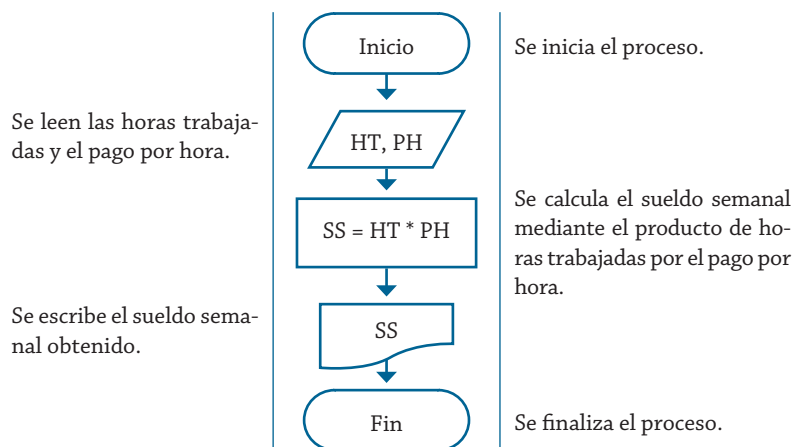 Inicio
Se inicia el proceso.
Se leen las horas trabaja-
das y el pago por hora.
HT, PH
SS = HT * PH
Se calcula el sueldo semanal
mediante el producto de ho-
ras trabajadas por el pago por
hora.
Se escribe el sueldo sema-
nal obtenido.
SS
Fin
Se finaliza el proceso.